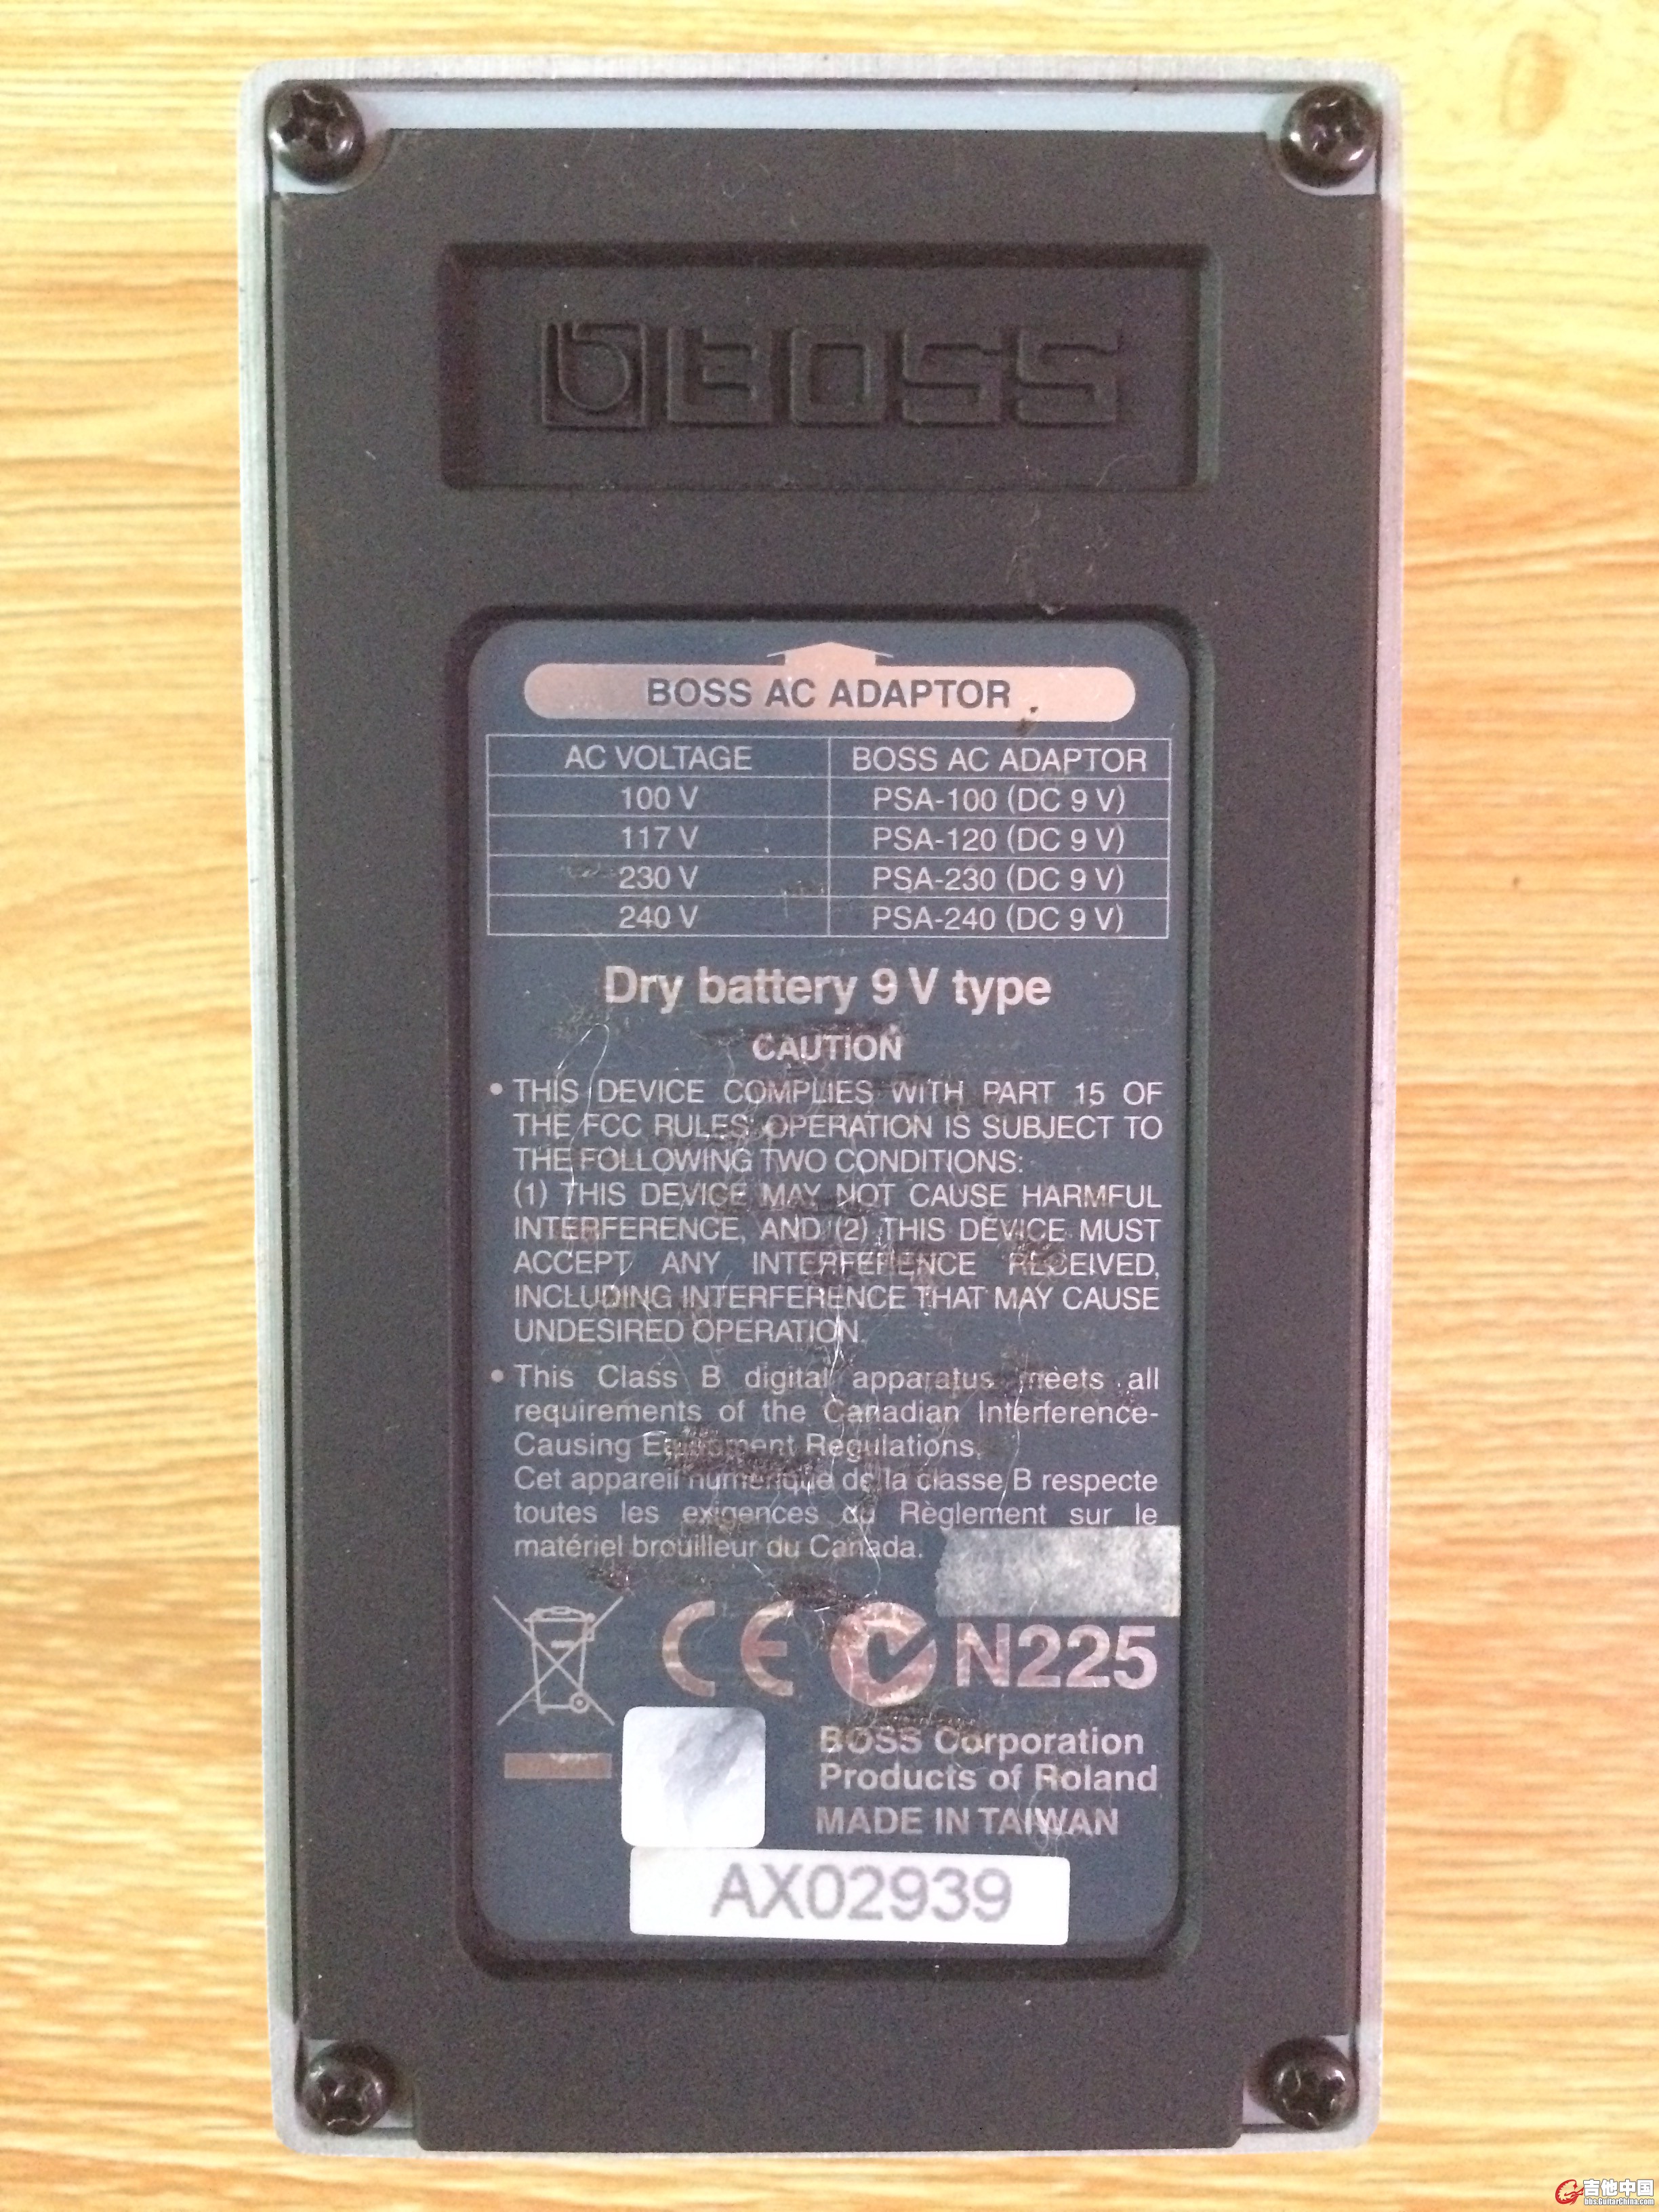 BOSS
BOSS AC ADAPTOR
AC VOLTAGE BOSS AC ADAPTOR
100 V PSA-100 (DC 9 V)
117 V PSA-120 (DC 9 V)
230 V PSA-230 (DC 9 V)
240 V PSA-240 (DC 9 V)
Dry battery 9 V type
CAUTION
• THIS DEVICE COMPLIES WITH PART 15 OF
THE FCC RULES. OPERATION IS SUBJECT TO
THE FOLLOWING TWO CONDITIONS:
(1) THIS DEVICE MAY NOT CAUSE HARMFUL
INTERFERENCE, AND (2) THIS DEVICE MUST
ACCEPT ANY INTERFERENCE RECEIVED,
INCLUDING INTERFERENCE THAT MAY CAUSE
UNDESIRED OPERATION.
• This Class B digital apparatus meets all
requirements of the Canadian Interference-
Causing Equipment Regulations.
Cet appareil numérique de la classe B respecte
toutes les exigences du Règlement sur le
matériel brouilleur du Canada.
CE N225
BOSS Corporation
Products of Roland
MADE IN TAIWAN
AX02939
吉他中国
bbs.GuitarChina.com